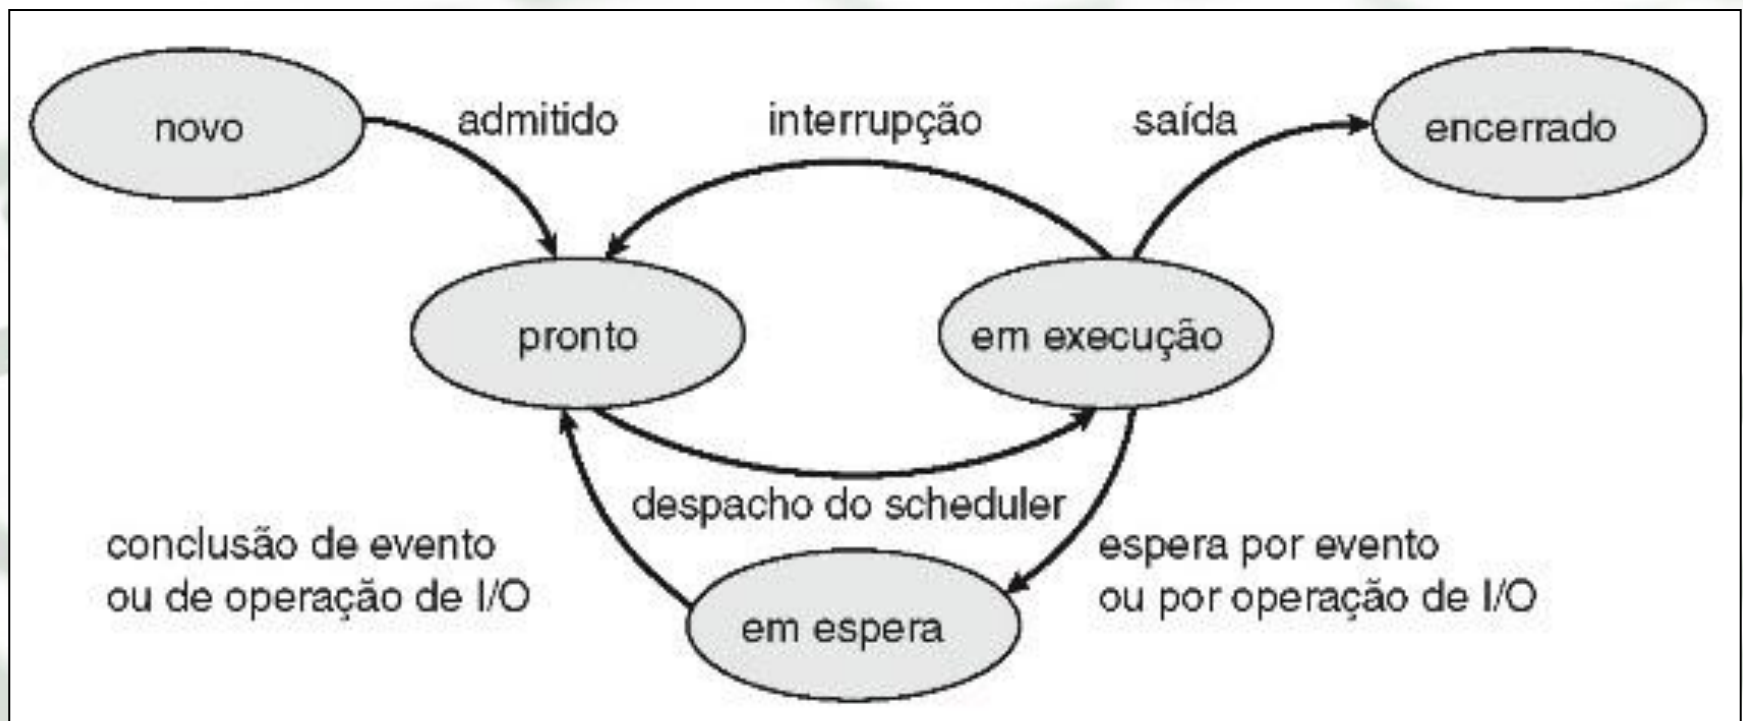 novo
admitido
interrupção
saída
encerrado
pronto
em execução
despacho do scheduler
conclusão de evento
ou de operação de I/O
espera por evento
ou por operação de I/O
em espera